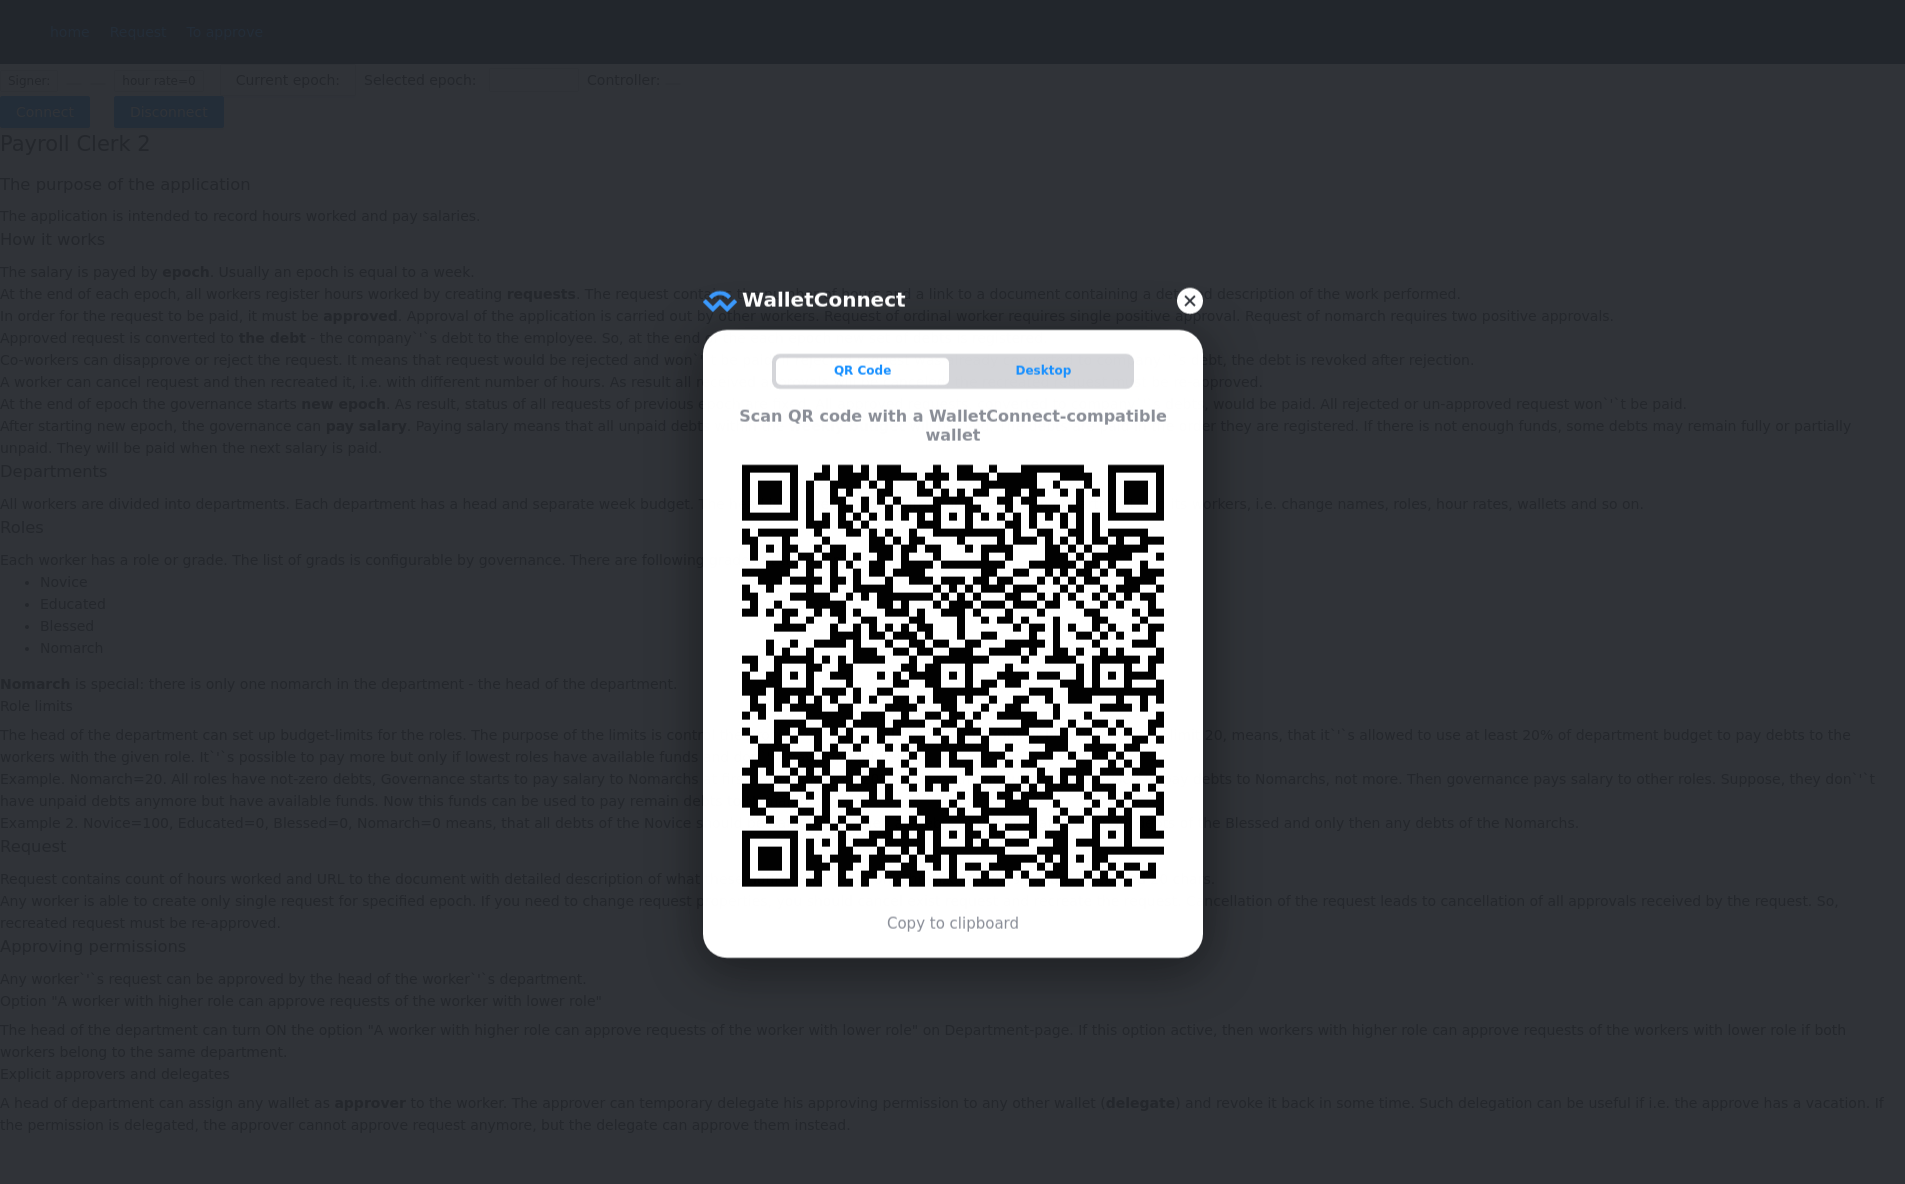 home Request To approve
Signer: hour rate=0 Current epoch: Selected epoch: Controller:
Connect Disconnect
Payroll Clerk 2
The purpose of the application
The application is intended to record hours worked and pay salaries.
How it works
The salary is payed by epoch. Usually an epoch is equal to a week.
At the end of each epoch, all workers register hours worked by creating requests. The request contains the number of hours and a link to a document containing a detailed description of the work performed.
In order for the request to be paid, it must be approved. Approval of the application is carried out by other workers. Request of ordinal worker requires single positive approval. Request of nomarch requires two positive approvals.
Approved request is converted to the debt - the company`'`s debt to the employee. So, at the end
Co-workers can disapprove or reject the request. It means that request would be rejected and won`
ebt, the debt is revoked after rejection.
A worker can cancel request and then recreated it, i.e. with different number of hours. As result all
pproved.
At the end of epoch the governance starts new epoch. As result, status of all requests of previous
, would be paid. All rejected or un-approved request won`'`t be paid.
After starting new epoch, the governance can pay salary. Paying salary means that all unpaid debt
er they are registered. If there is not enough funds, some debts may remain fully or partially
unpaid. They will be paid when the next salary is paid.
Departments
All workers are divided into departments. Each department has a head and separate week budget.
orkers, i.e. change names, roles, hour rates, wallets and so on.
Roles
Each worker has a role or grade. The list of grads is configurable by governance. There are following
• Novice
• Educated
• Blessed
• Nomarch
Nomarch is special: there is only one nomarch in the department - the head of the department.
Role limits
The head of the department can set up budget-limits for the roles. The purpose of the limits is contr
20, means, that it`'`s allowed to use at least 20% of department budget to pay debts to the
workers with the given role. It`'`s possible to pay more but only if lowest roles have available funds
Example. Nomarch=20. All roles have not-zero debts, Governance starts to pay salary to Nomarchs
ebts to Nomarchs, not more. Then governance pays salary to other roles. Suppose, they don`'`t
have unpaid debts anymore but have available funds. Now this funds can be used to pay remain de
Example 2. Novice=100, Educated=0, Blessed=0, Nomarch=0 means, that all debts of the Novice s
he Blessed and only then any debts of the Nomarchs.
Request
Request contains count of hours worked and URL to the document with detailed description of what
s
Any worker is able to create only single request for specified epoch. If you need to change request p
ncellation of the request leads to cancellation of all approvals received by the request. So,
recreated request must be re-approved.
Approving permissions
Any worker`'`s request can be approved by the head of the worker`'`s department.
Option "A worker with higher role can approve requests of the worker with lower role"
The head of the department can turn ON the option "A worker with higher role can approve requests of the worker with lower role" on Department-page. If this option active, then workers with higher role can approve requests of the workers with lower role if both
workers belong to the same department.
Explicit approvers and delegates
A head of department can assign any wallet as approver to the worker. The approver can temporary delegate his approving permission to any other wallet (delegate) and revoke it back in some time. Such delegation can be useful if i.e. the approve has a vacation. If
the permission is delegated, the approver cannot approve request anymore, but the delegate can approve them instead.
WalletConnect
QR Code Desktop
Scan QR code with a WalletConnect-compatible
wallet
Copy to clipboard